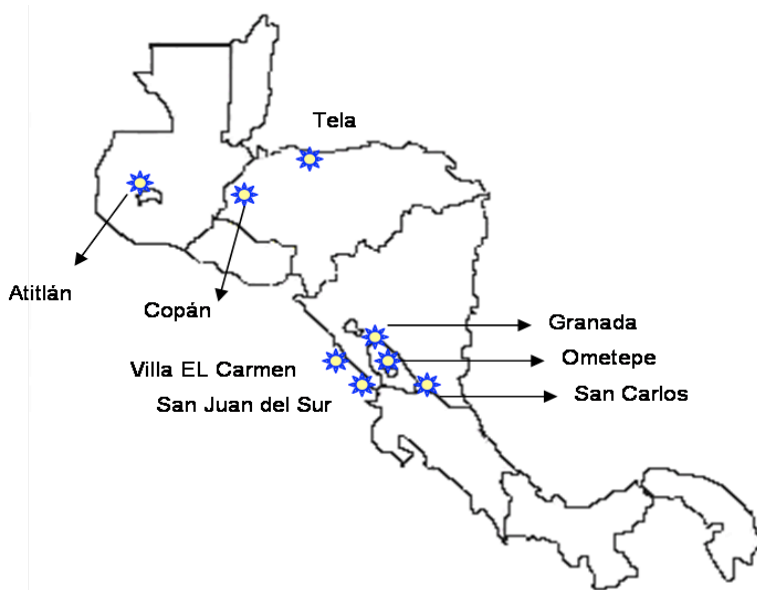 Tela
Atitlán
Copán
Granada
Villa EL Carmen
Ometepe
San Juan del Sur
San Carlos